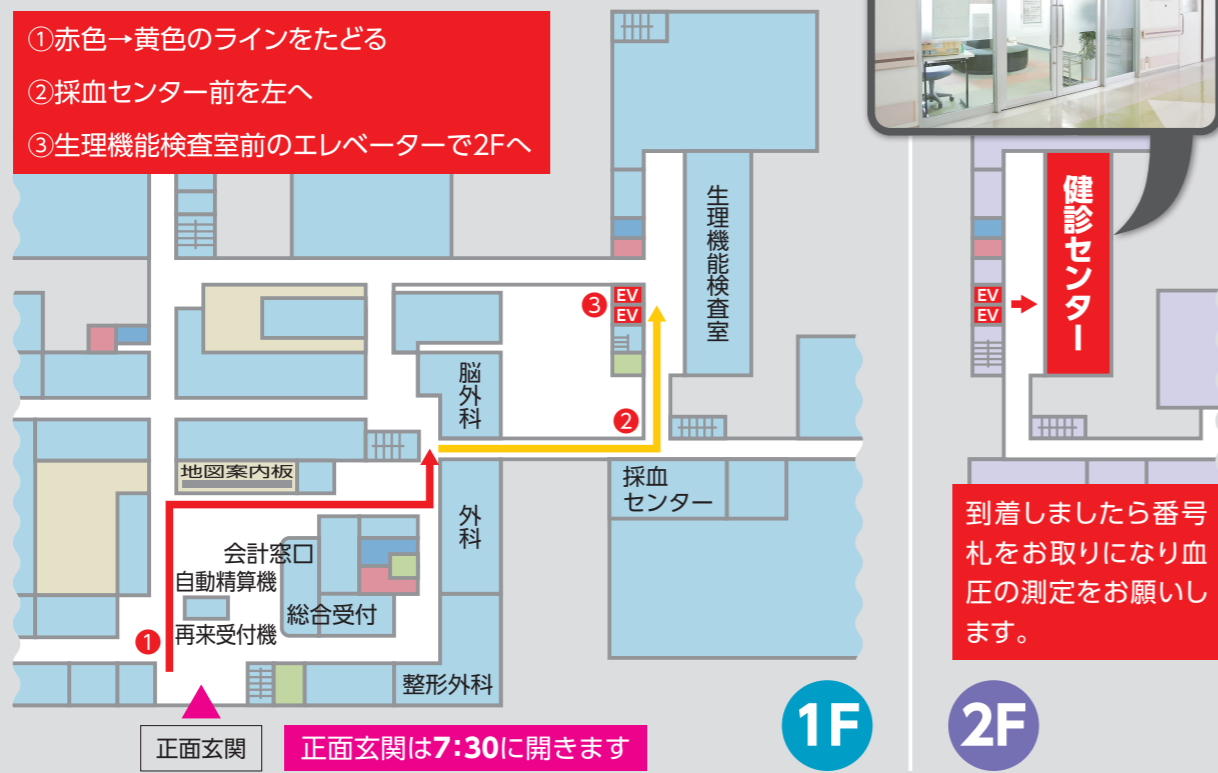 ①赤色→黄色のラインをたどる
②採血センター前を左へ
③生理機能検査室前のエレベーターで2Fへ
生理機能検査室
健診センター
❸
EV
EV
EV
EV
脳外科
❷
地図案内板
採血
センター
外科
会計窓口
自動精算機
総合受付
❶
再来受付機
整形外科
到着しましたら番号
札をお取りになり血
圧の測定をお願いし
ます。
1F
2F
正面玄関
正面玄関は7:30に開きます